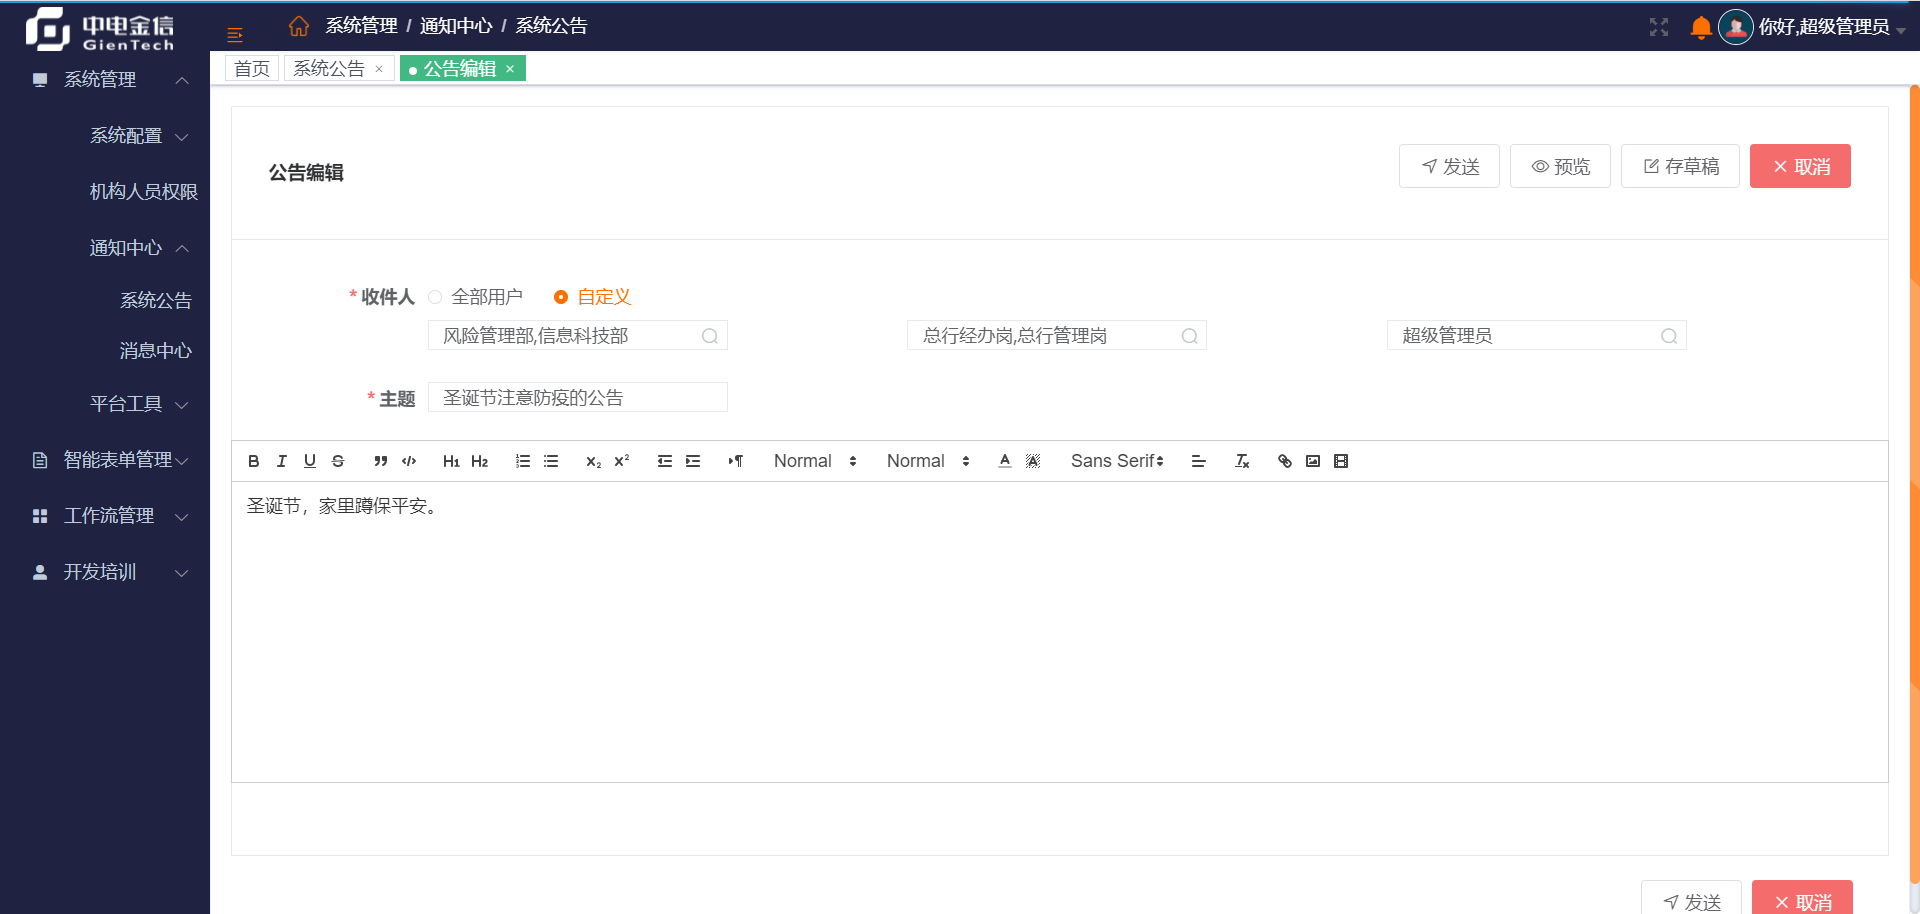 中电金信
GienTech
系统管理 / 通知中心 / 系统公告
你好,超级管理员
首页
系统公告 ×
公告编辑 ×
系统管理
系统配置
机构人员权限
通知中心
系统公告
消息中心
平台工具
智能表单管理
工作流管理
开发培训
公告编辑
发送
预览
存草稿
取消
* 收件人
全部用户
自定义
风险管理部,信息科技部
总行经办岗,总行管理岗
超级管理员
* 主题
圣诞节注意防疫的公告
B I U S H1 H2 x2 x2 Normal Normal A A Sans Serif Tx
圣诞节，家里蹲保平安。
发送
取消